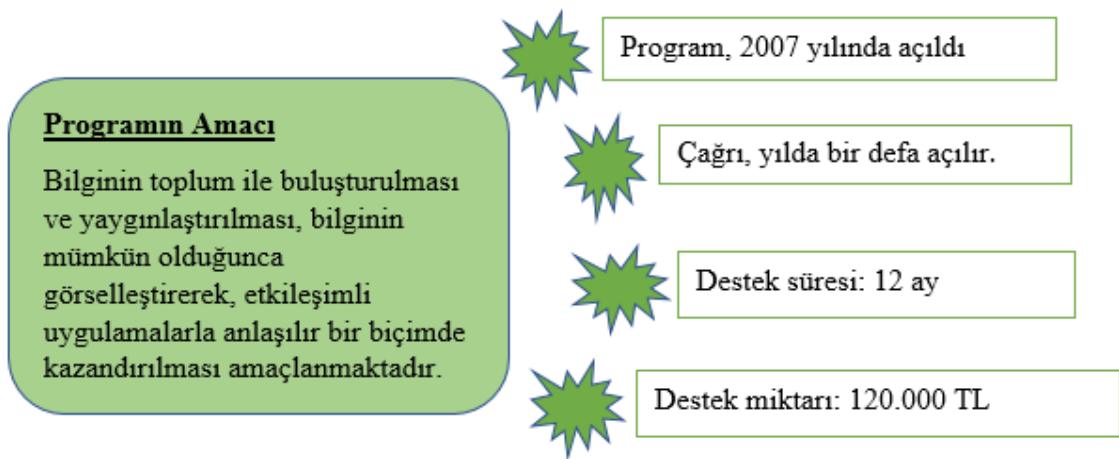 Programın Amacı
Bilginin toplum ile buluşturulması
ve yaygınlaştırılması, bilginin
mümkün olduğunca
görselleştirerek, etkileşimli
uygulamalarla anlaşılır bir biçimde
kazandırılması amaçlanmaktadır.
Program, 2007 yılında açıldı
Çağrı, yılda bir defa açılır.
Destek süresi: 12 ay
Destek miktarı: 120.000 TL